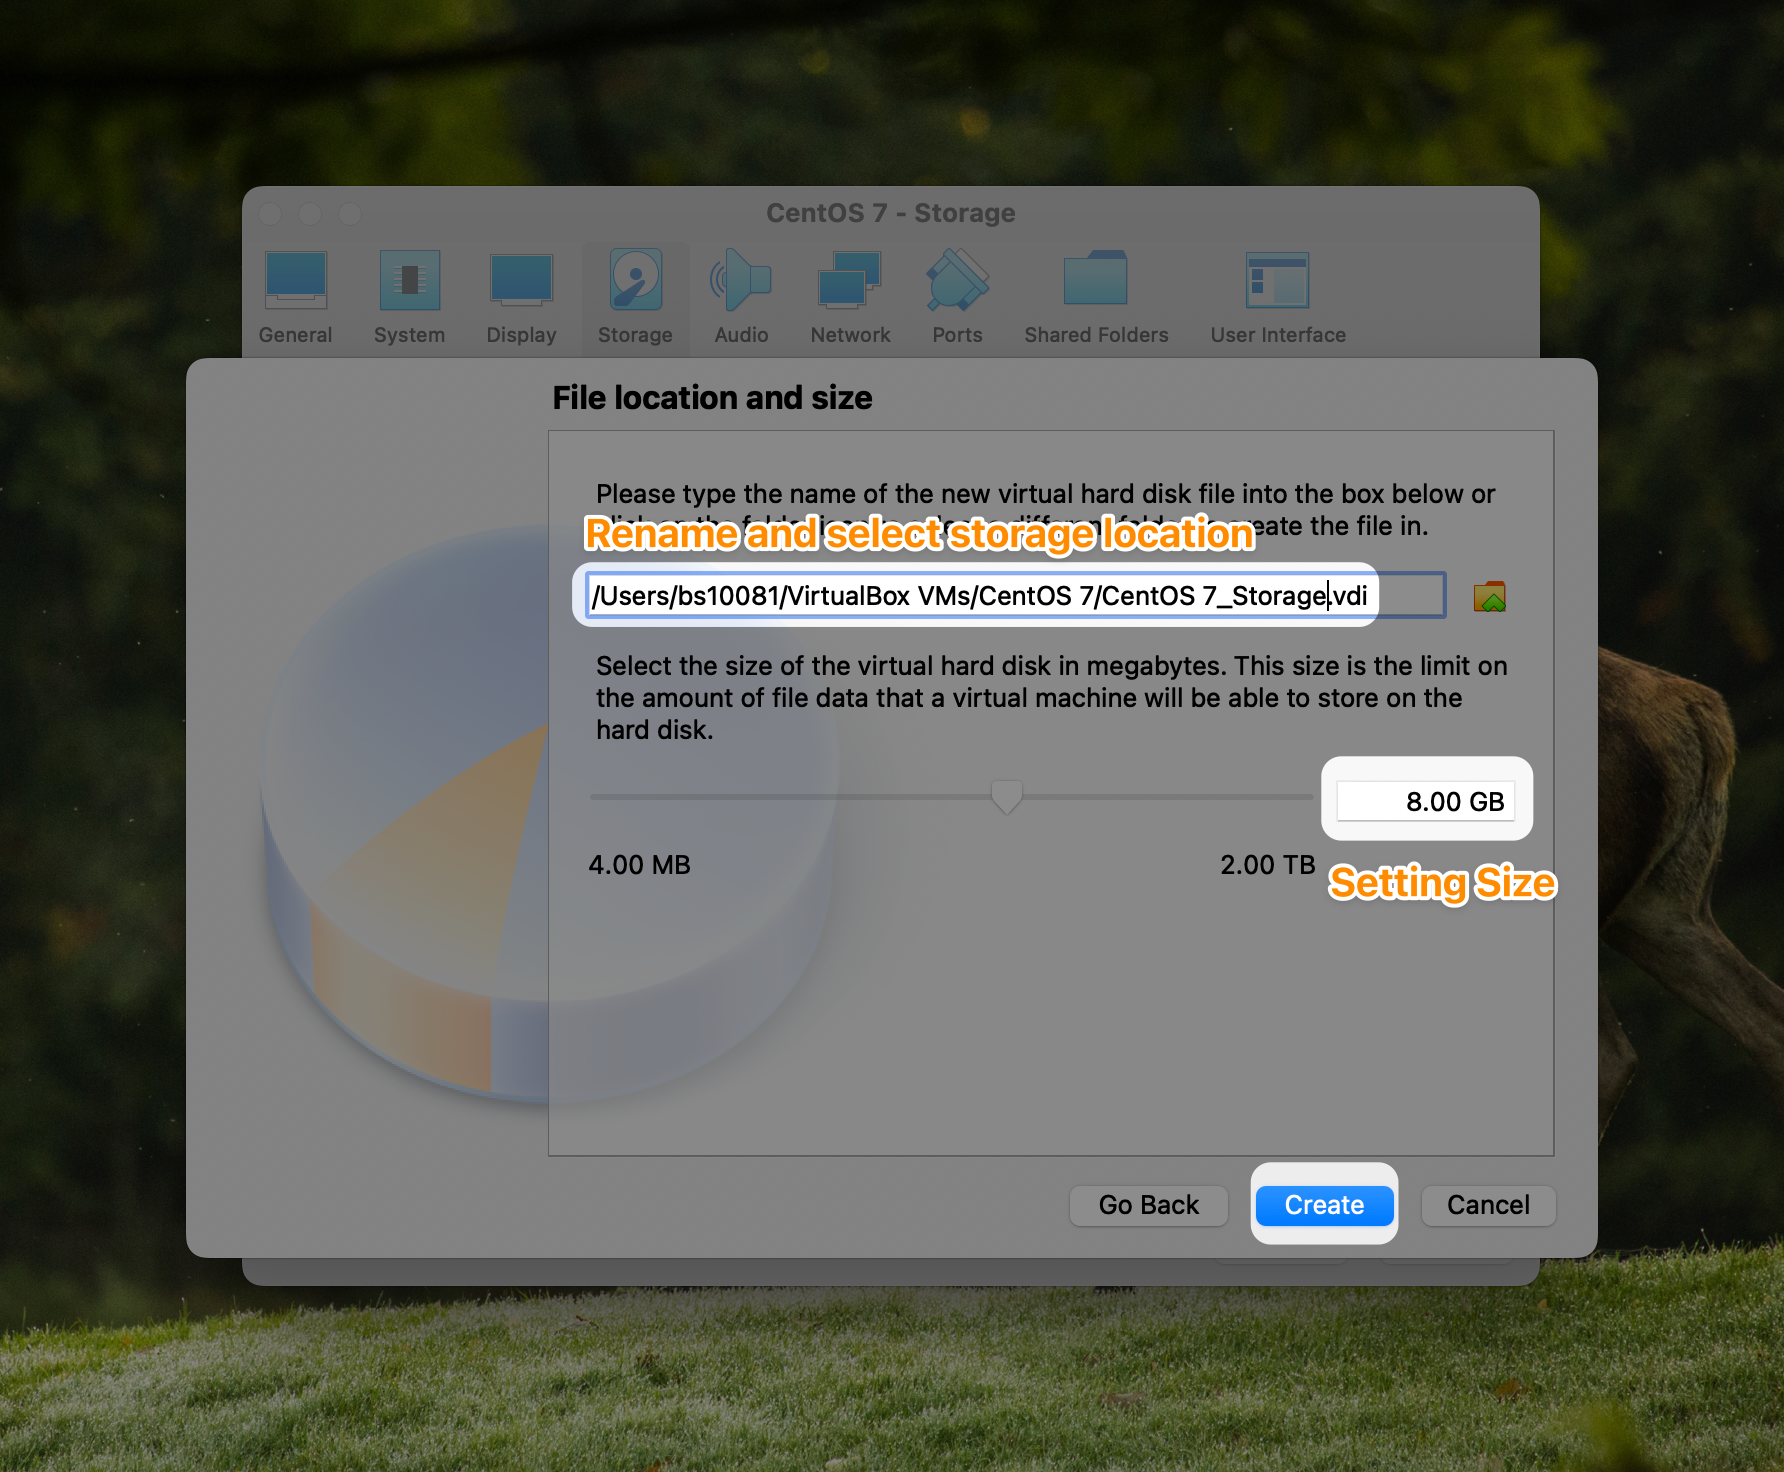 CentOS 7 - Storage
General System Display Storage Audio Network Ports Shared Folders User Interface
File location and size
Please type the name of the new virtual hard disk file into the box below or
create the file in.
Rename and select storage location
/Users/bs10081/VirtualBox VMs/CentOS 7/CentOS 7_Storage.vdi
Select the size of the virtual hard disk in megabytes. This size is the limit on
the amount of file data that a virtual machine will be able to store on the
hard disk.
8.00 GB
4.00 MB 2.00 TB
Setting Size
Go Back Create Cancel